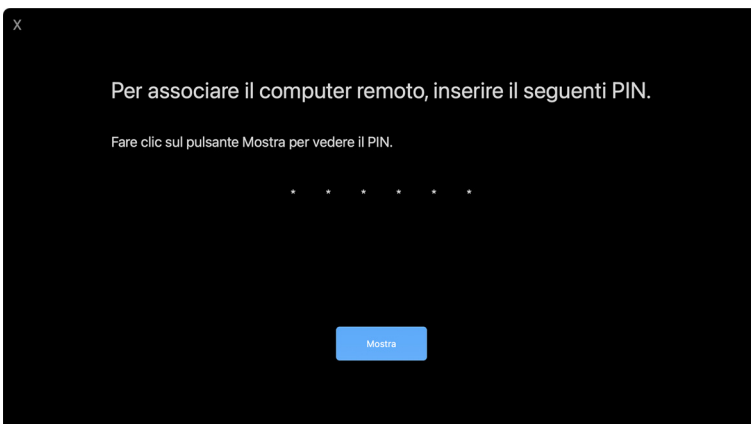 X
Per associare il computer remoto, inserire il seguenti PIN.
Fare clic sul pulsante Mostra per vedere il PIN.
* * * * * *
Mostra